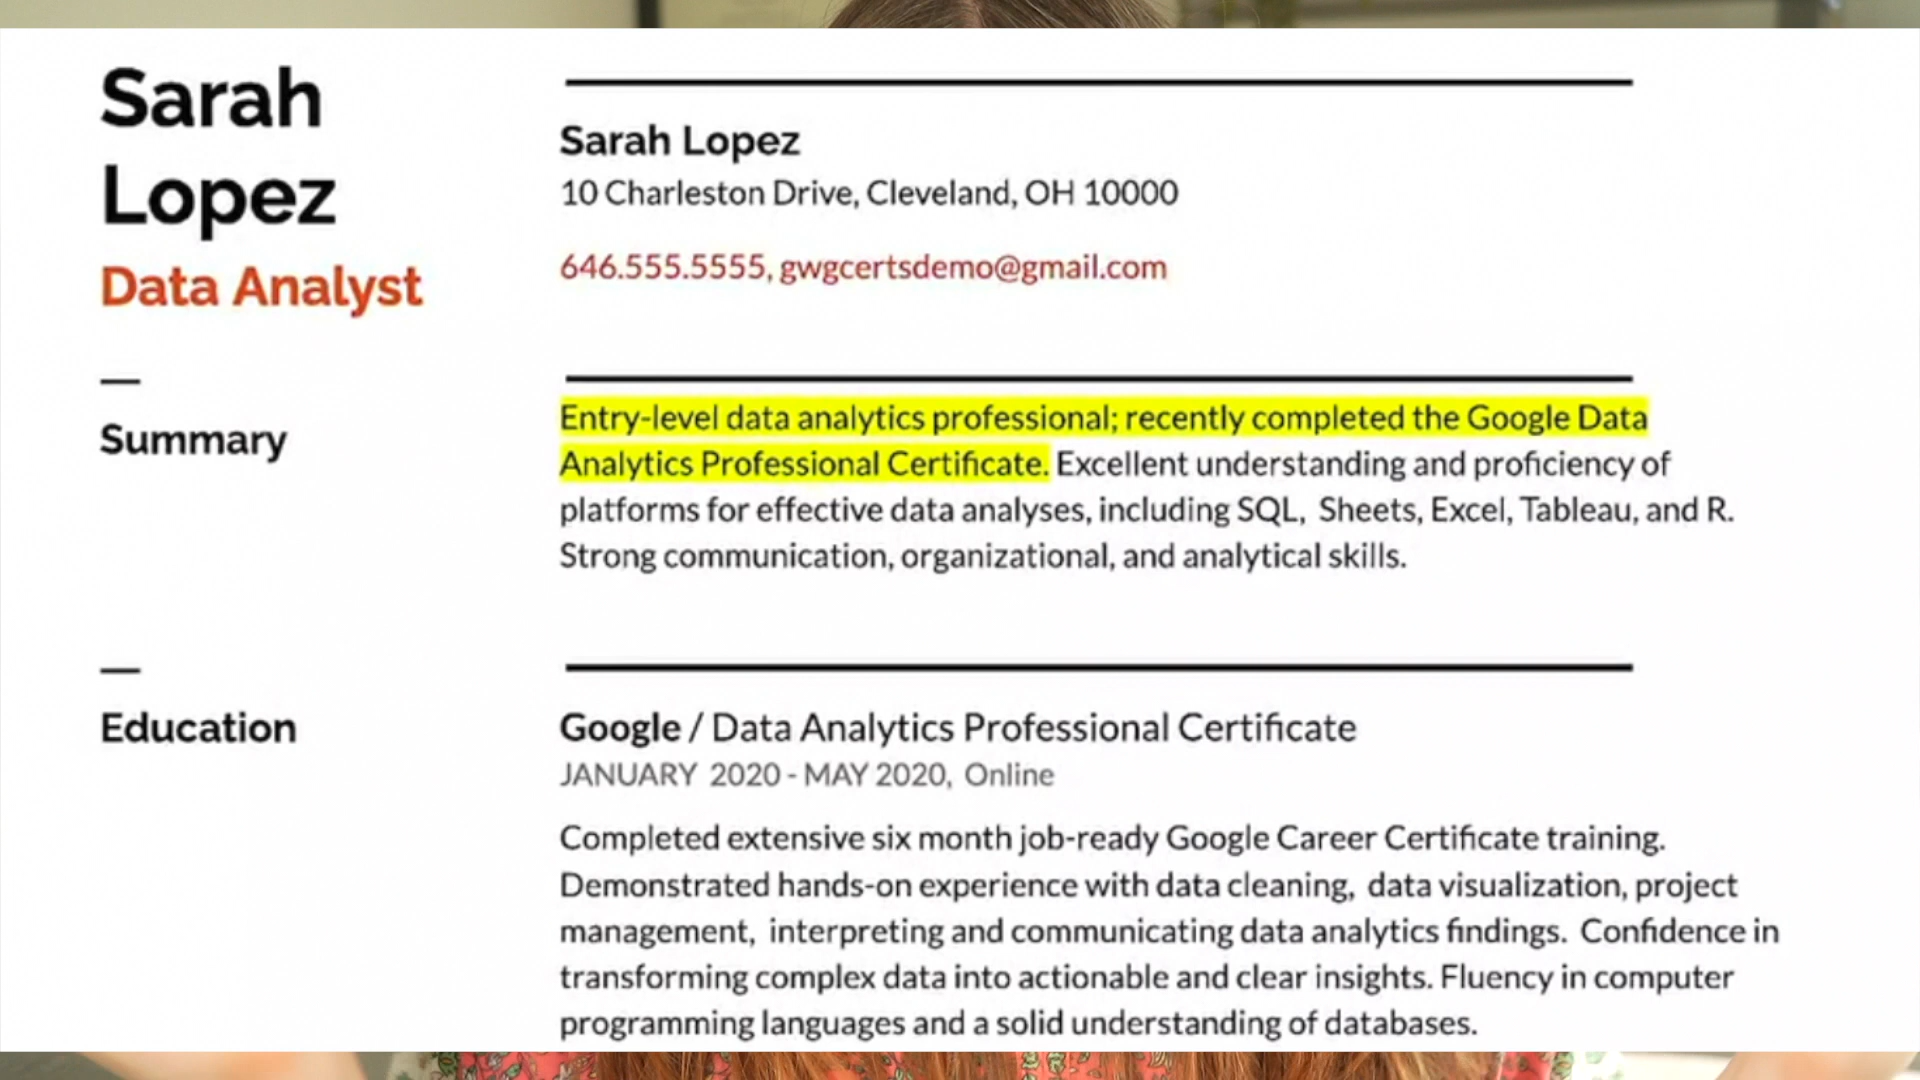 Sarah
Lopez
Data Analyst
Sarah Lopez
10 Charleston Drive, Cleveland, OH 10000
646.555.5555, gwgcertsdemo@gmail.com
Summary
Entry-level data analytics professional; recently completed the Google Data
Analytics Professional Certificate. Excellent understanding and proficiency of
platforms for effective data analyses, including SQL, Sheets, Excel, Tableau, and R.
Strong communication, organizational, and analytical skills.
Education
Google / Data Analytics Professional Certificate
JANUARY 2020 - MAY 2020, Online
Completed extensive six month job-ready Google Career Certificate training.
Demonstrated hands-on experience with data cleaning, data visualization, project
management, interpreting and communicating data analytics findings. Confidence in
transforming complex data into actionable and clear insights. Fluency in computer
programming languages and a solid understanding of databases.